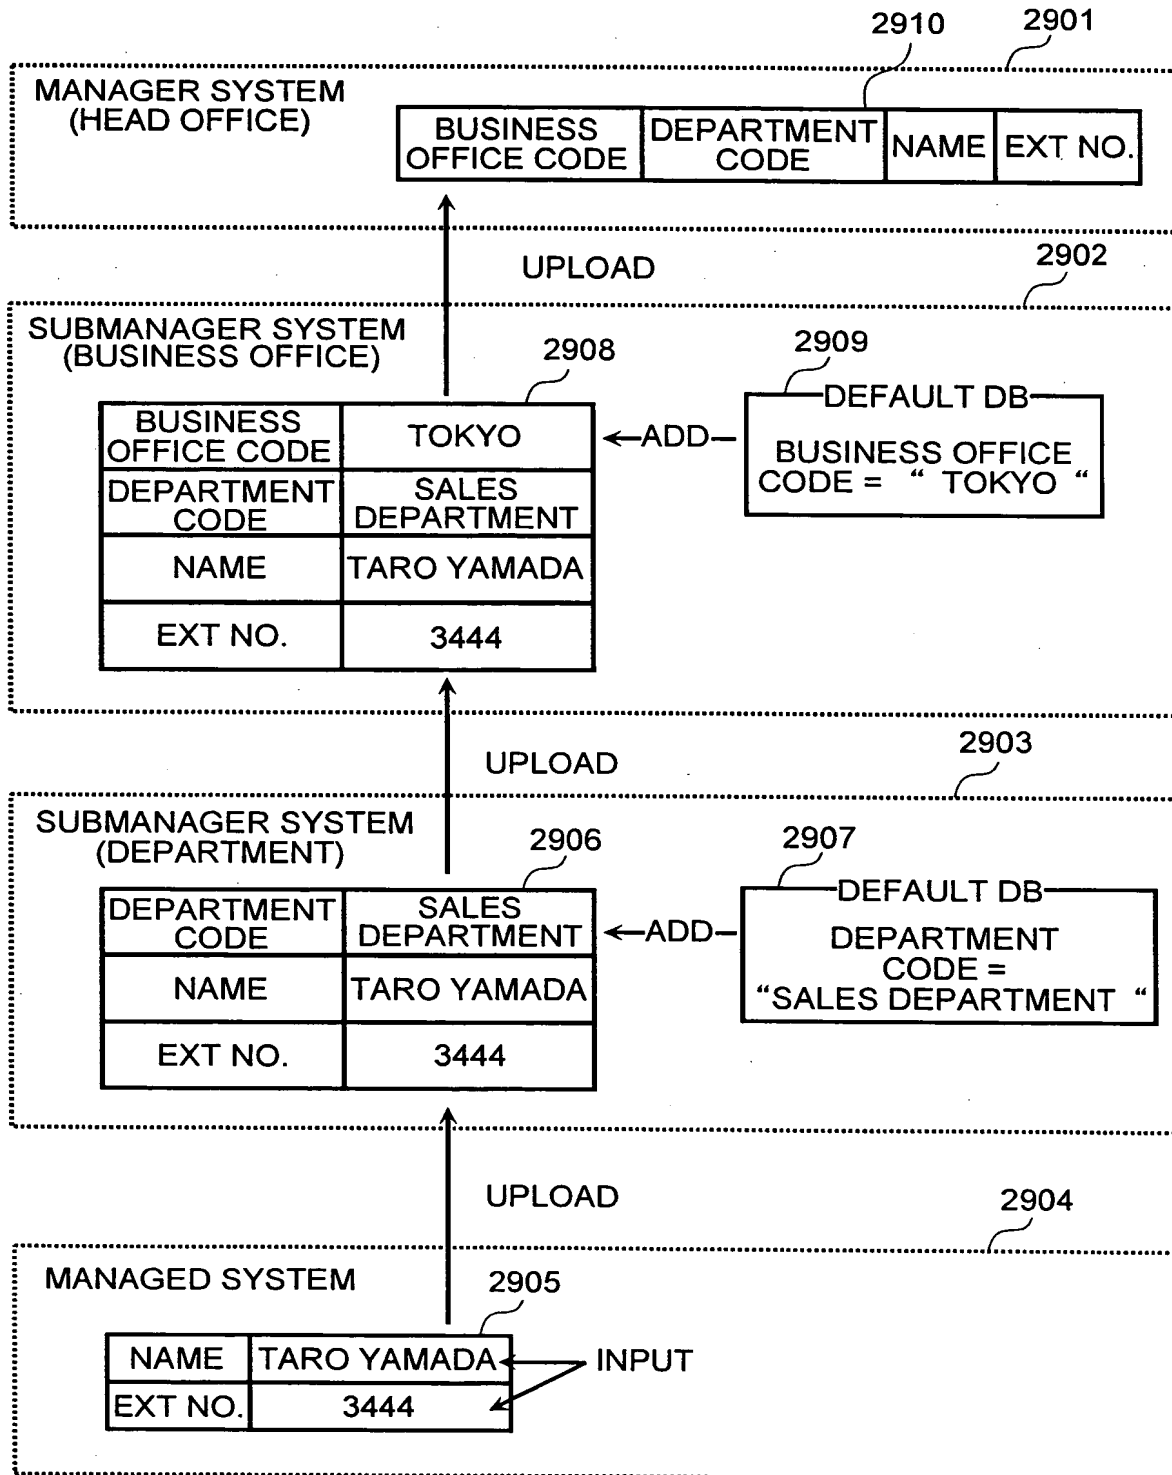 2910
2901
MANAGER SYSTEM
(HEAD OFFICE)
BUSINESS
OFFICE CODE
DEPARTMENT
CODE
NAME
EXT NO.
UPLOAD
2902
SUBMANAGER SYSTEM
(BUSINESS OFFICE)
2908
2909
BUSINESS
OFFICE CODE
TOKYO
ADD
DEFAULT DB
BUSINESS OFFICE
CODE = “ TOKYO “
DEPARTMENT
CODE
SALES
DEPARTMENT
NAME
TARO YAMADA
EXT NO.
3444
UPLOAD
2903
SUBMANAGER SYSTEM
(DEPARTMENT)
2906
2907
DEPARTMENT
CODE
SALES
DEPARTMENT
ADD
DEFAULT DB
DEPARTMENT
CODE =
“SALES DEPARTMENT “
NAME
TARO YAMADA
EXT NO.
3444
UPLOAD
2904
MANAGED SYSTEM
2905
NAME
TARO YAMADA
INPUT
EXT NO.
3444